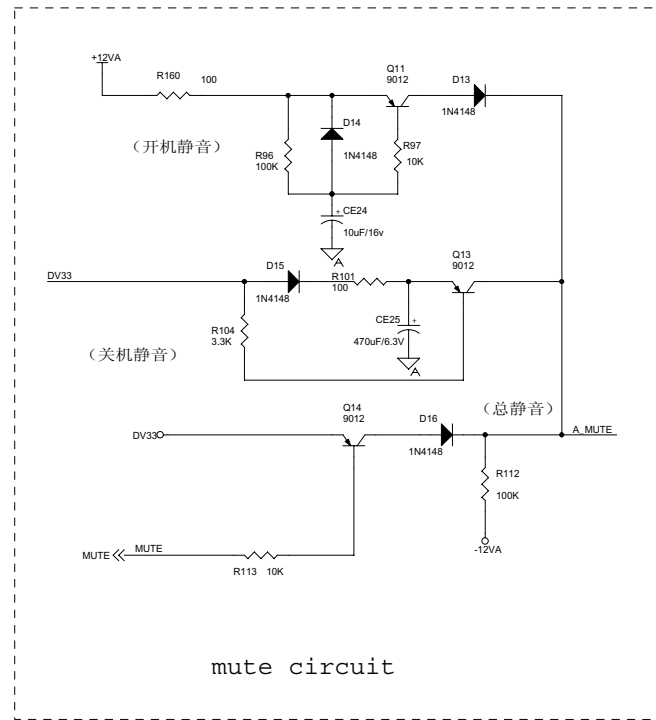 +12VA
R160 100
Q11
9012
D13
1N4148
D14
1N4148
R96
100K
R97
10K
（开机静音）
+ CE24
10uF/16v
A
DV33
D15
1N4148
R101
100
Q13
9012
R104
3.3K
CE25 +
470uF/6.3V
A
（关机静音）
（总静音）
Q14
9012
D16
1N4148
DV33
A_MUTE
R112
100K
-12VA
MUTE
MUTE
R113 10K
mute circuit